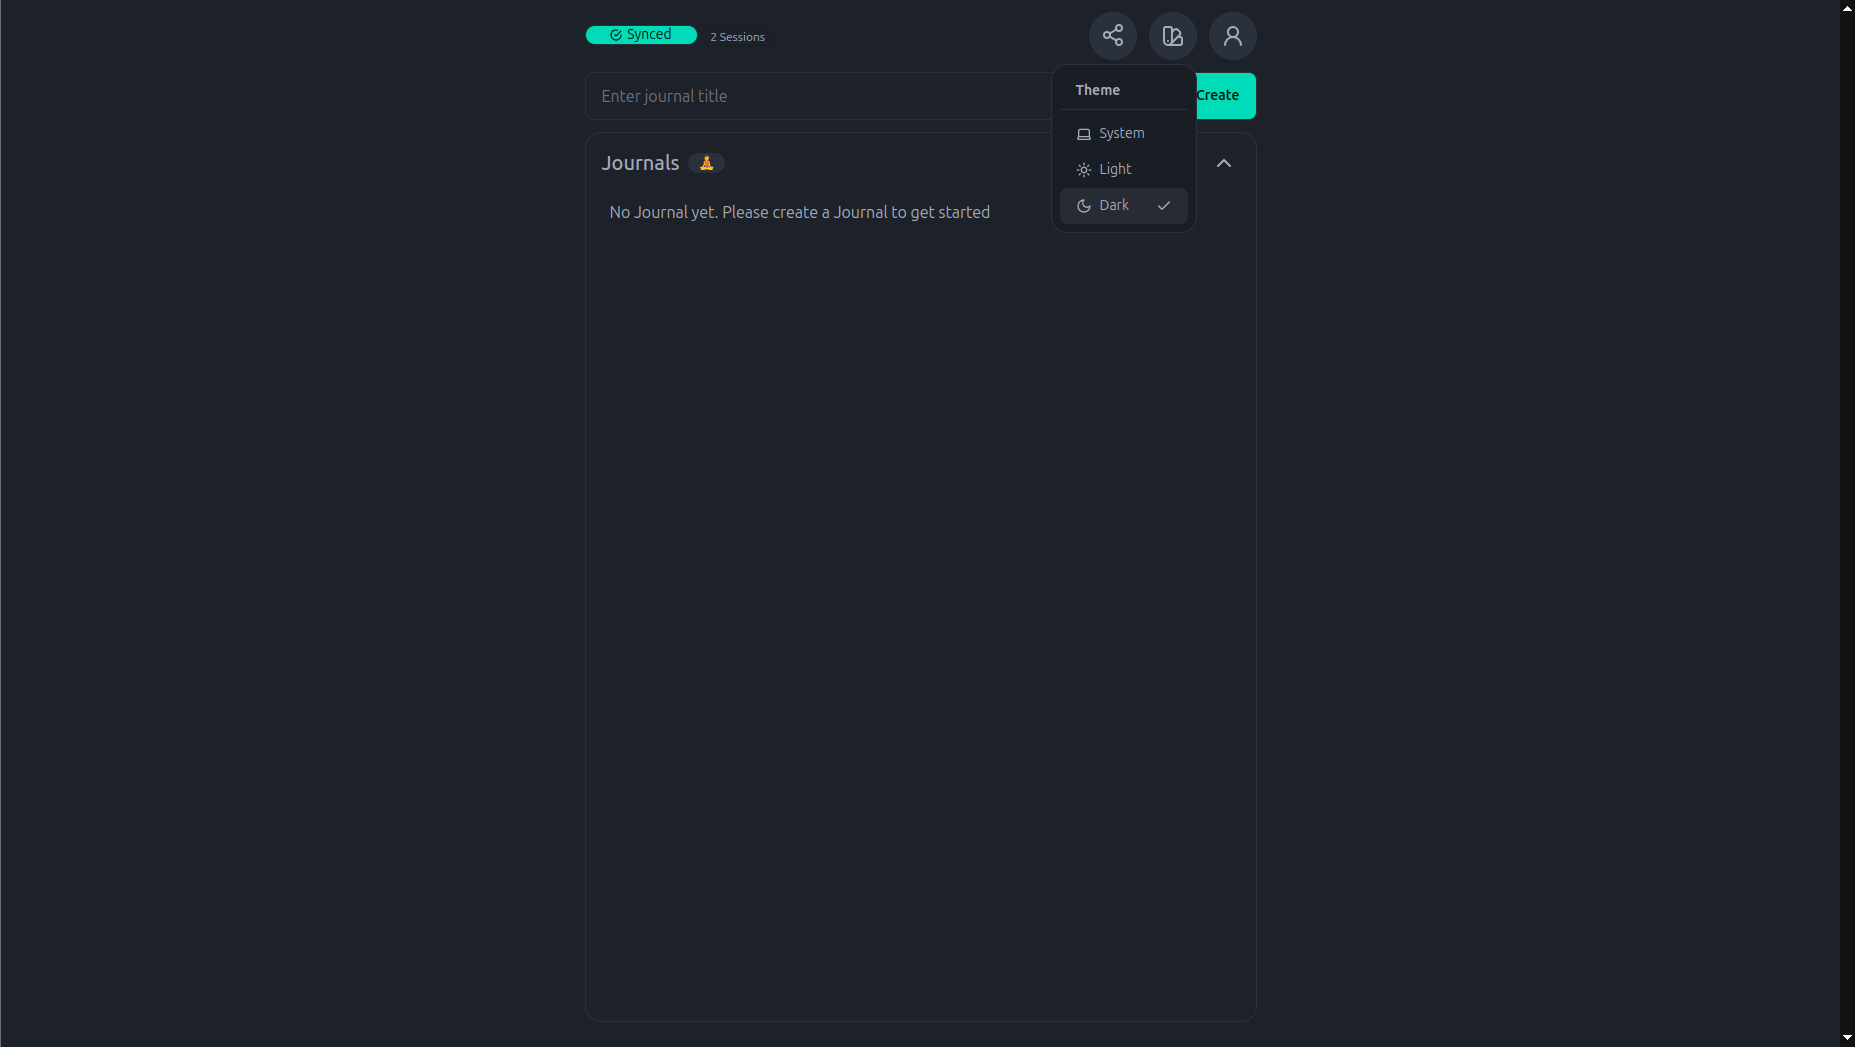 Synced
2 Sessions
Enter journal title
Create
Theme
System
Light
Dark
Journals
No Journal yet. Please create a Journal to get started